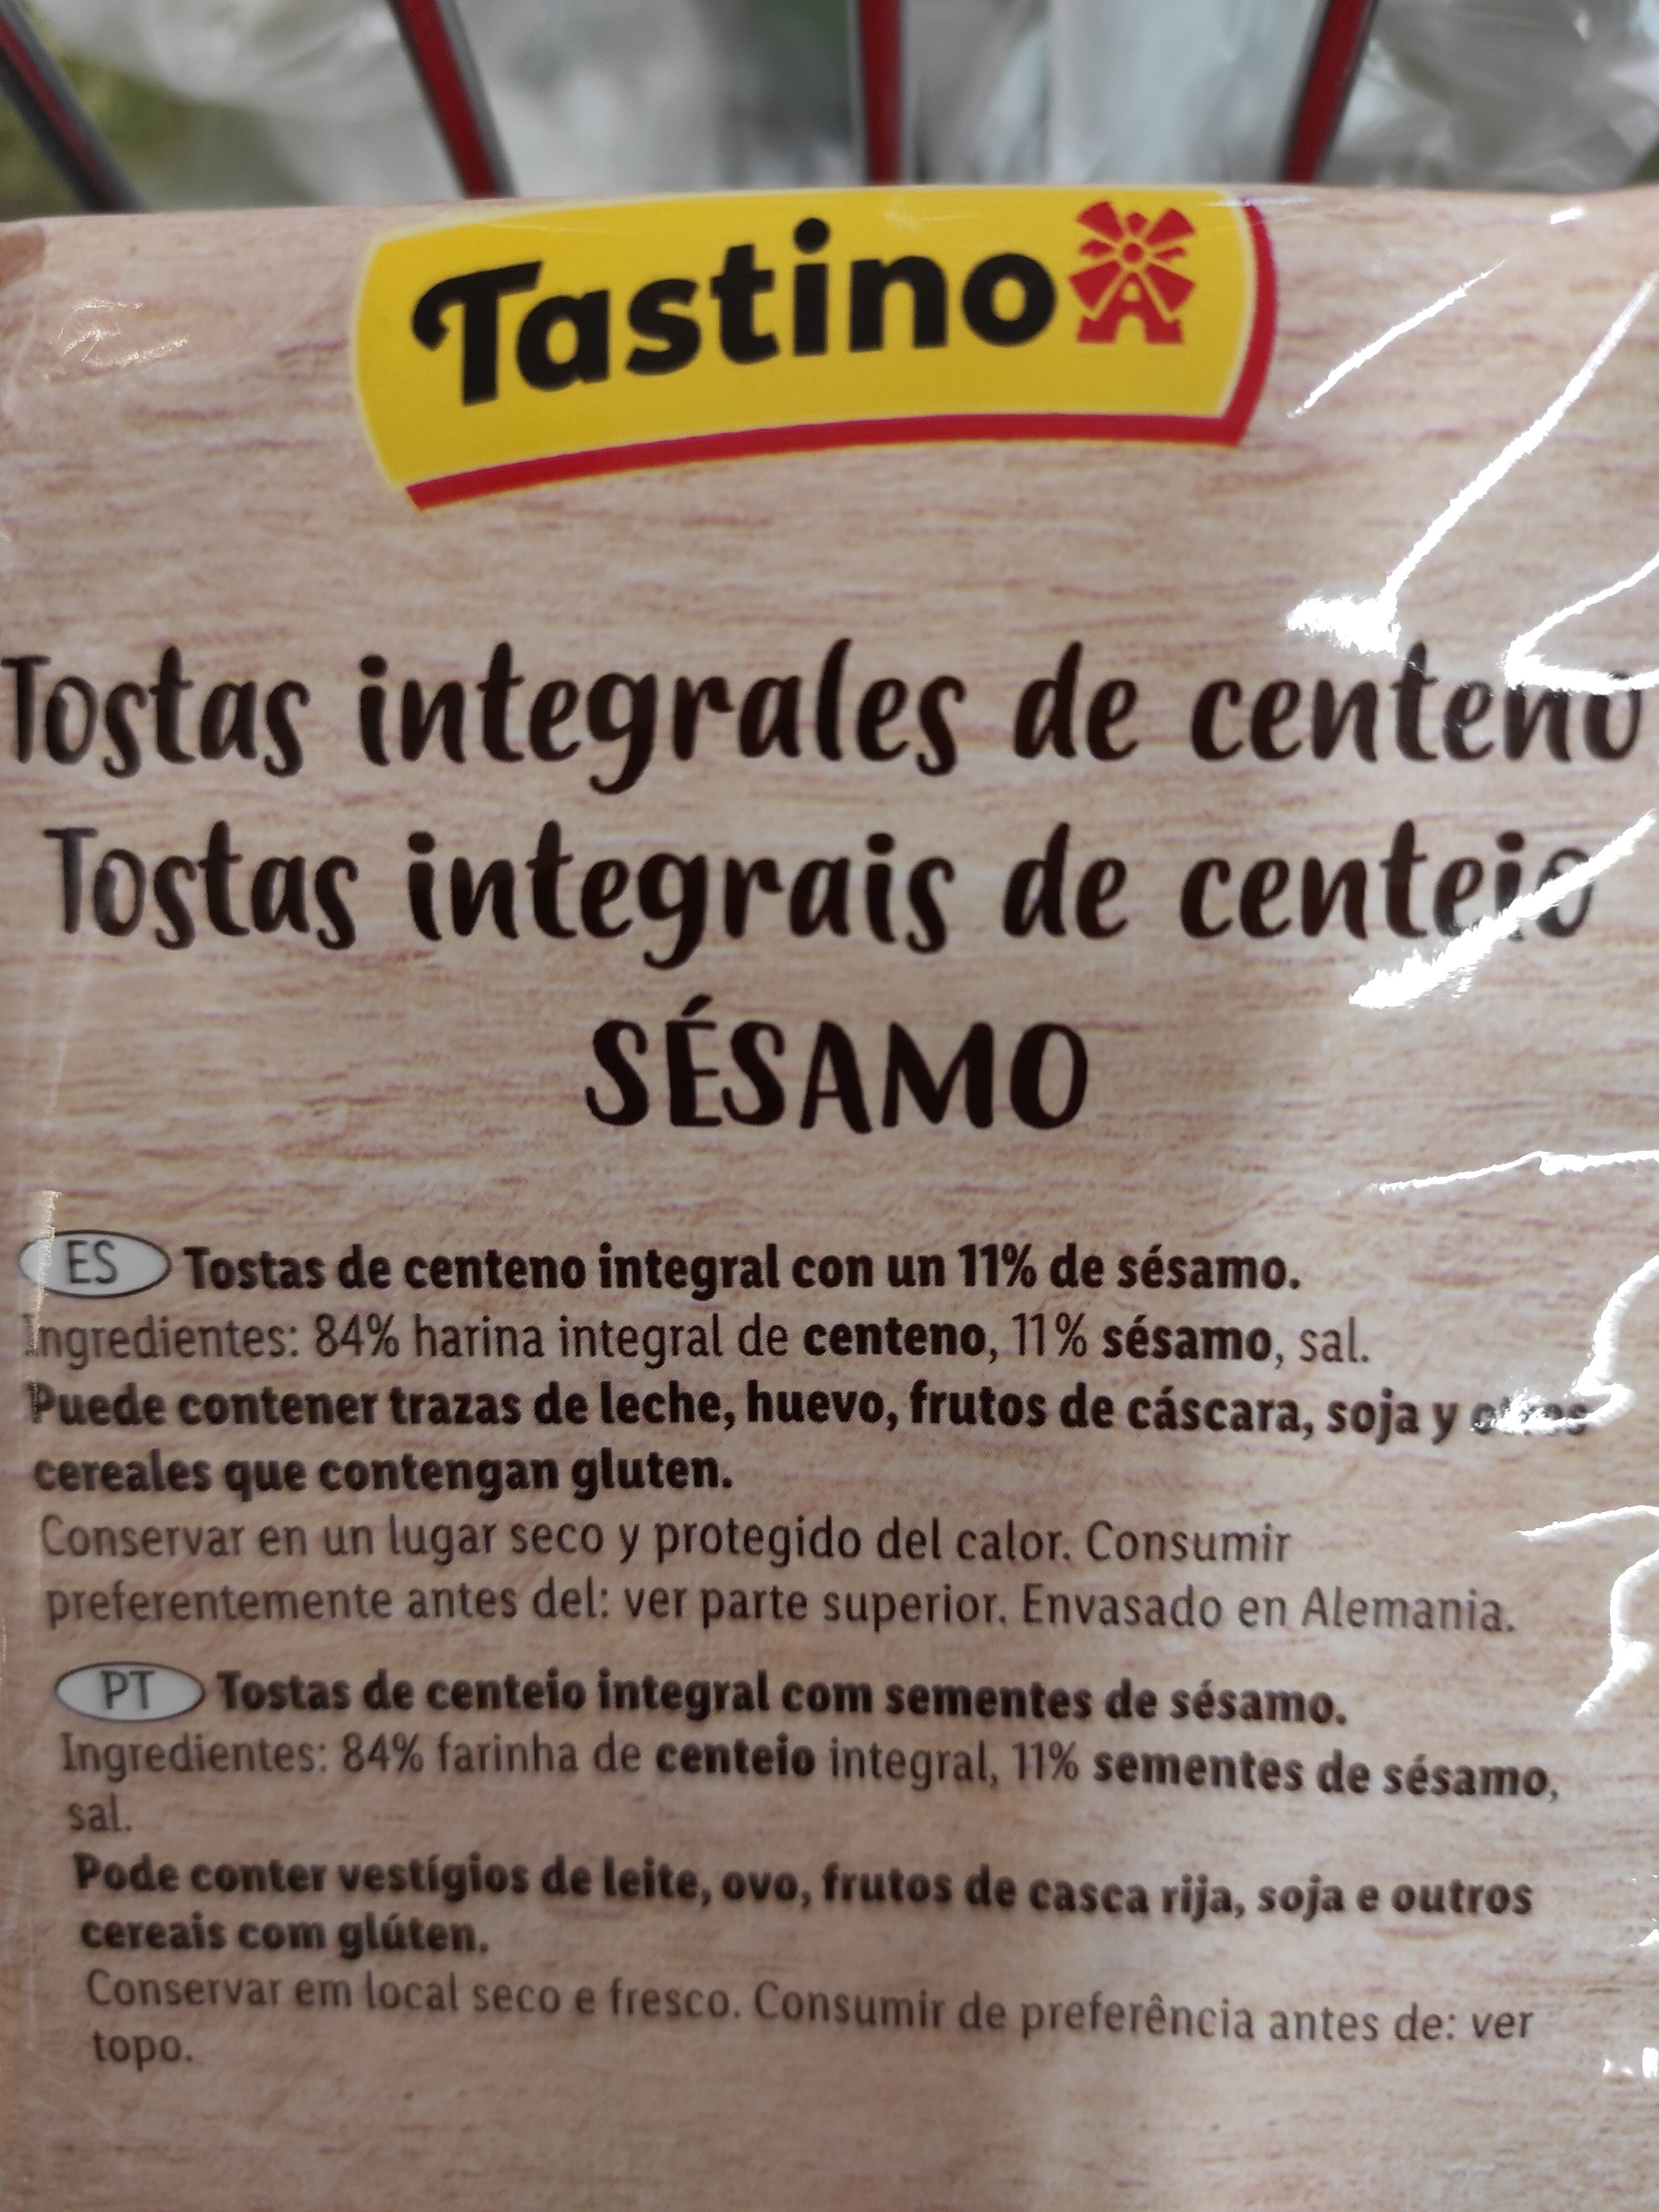 Tastino
Tostas integrales de centeno
Tostas integrais de centeio
SÉSAMO
ES Tostas de centeno integral con un 11% de sésamo.
Ingredientes: 84% harina integral de centeno, 11% sésamo, sal.
Puede contener trazas de leche, huevo, frutos de cáscara, soja y otros
cereales que contengan gluten.
Conservar en un lugar seco y protegido del calor. Consumir
preferentemente antes del: ver parte superior. Envasado en Alemania.
PT Tostas de centeio integral com sementes de sésamo.
Ingredientes: 84% farinha de centeio integral, 11% sementes de sésamo,
sal.
Pode conter vestígios de leite, ovo, frutos de casca rija, soja e outros
cereais com glúten.
Conservar em local seco e fresco. Consumir de preferência antes de: ver
topo.